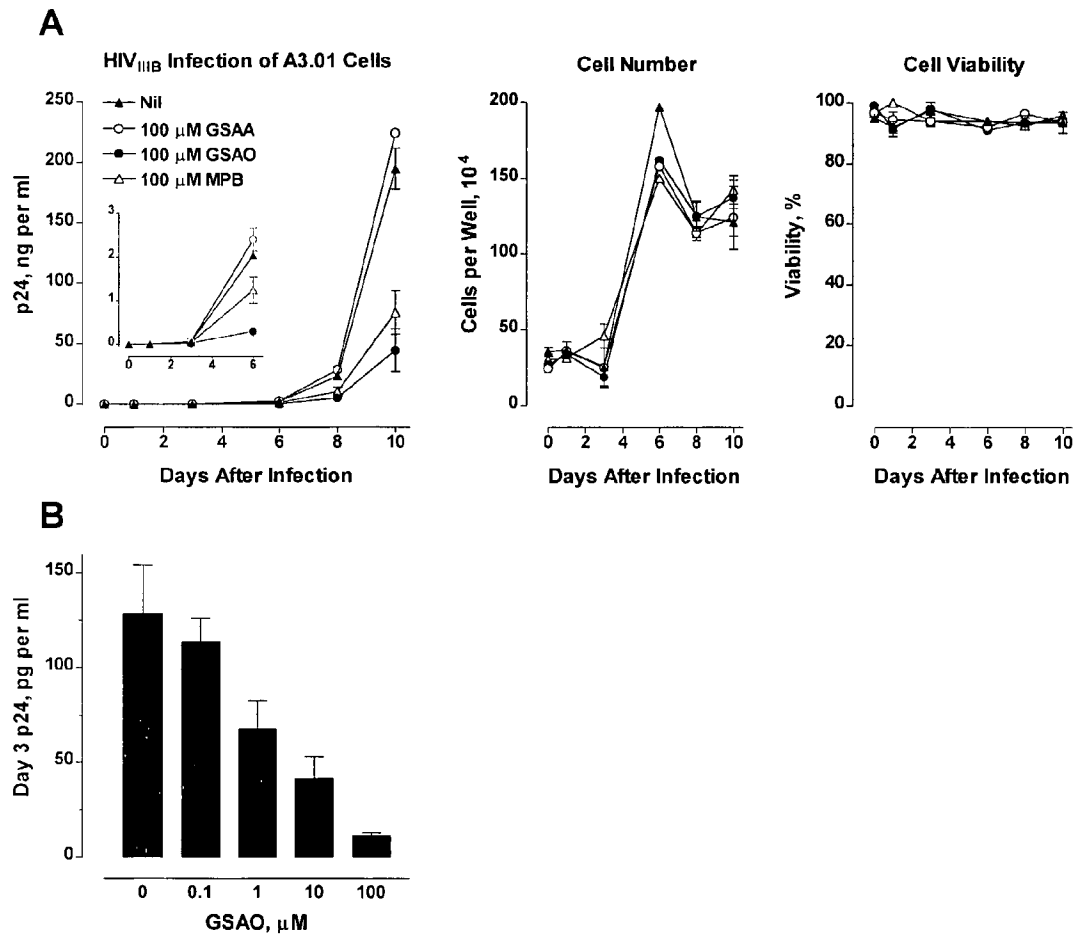 A
HIVIIIB Infection of A3.01 Cells
Nil
100 μM GSAA
100 μM GSAO
100 μM MPB
p24, ng per ml
250
200
150
100
50
0
3
2
1
0
0 2 4 6
0 2 4 6 8 10
Days After Infection
Cell Number
Cells per Well, 10⁻⁴
200
150
100
50
0
0 2 4 6 8 10
Days After Infection
Cell Viability
Viability, %
100
80
60
40
20
0
0 2 4 6 8 10
Days After Infection
B
Day 3 p24, pg per ml
150
100
50
0
0 0.1 1 10 100
GSAO, μM